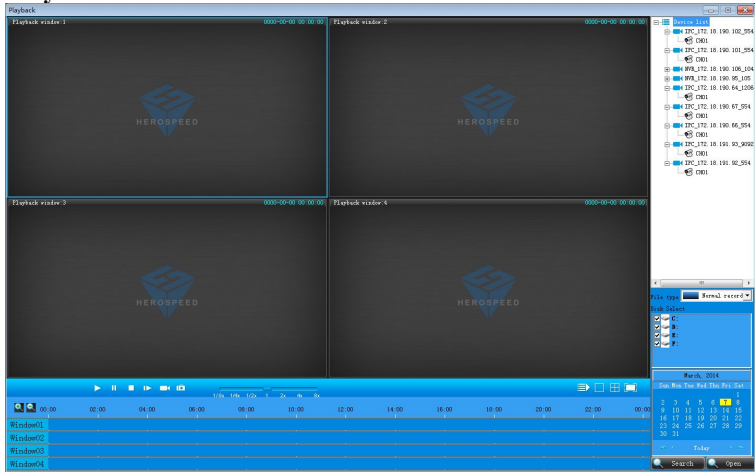 Playback
Playback window:1 0000-00-00 00:00:00
Playback window:2 0000-00-00 00:00:00
HEROSPEED
HEROSPEED
Playback window:3 0000-00-00 00:00:00
Playback window:4 0000-00-00 00:00:00
HEROSPEED
HEROSPEED
Device list
IPC_172.18.190.102_554
CH01
IPC_172.18.190.101_554
CH01
NVR_172.18.190.106_104
NVR_172.18.190.95_105
IPC_172.18.190.64_1206
CH01
IPC_172.18.190.67_554
CH01
IPC_172.18.190.66_554
CH01
IPC_172.18.191.93_9092
CH01
IPC_172.18.191.92_554
CH01
File type Normal record
Disk Select
C:
D:
E:
F:
March, 2014
Sun Mon Tue Wed Thu Fri Sat
1
2 3 4 5 6 7 8
9 10 11 12 13 14 15
16 17 18 19 20 21 22
23 24 25 26 27 28 29
30 31
Today
Search Open
1/8x 1/4x 1/2x 1 2x 4x 8x
00:00 02:00 04:00 06:00 08:00 10:00 12:00 14:00 16:00 18:00 20:00 22:00 00:00
Window01
Window02
Window03
Window04